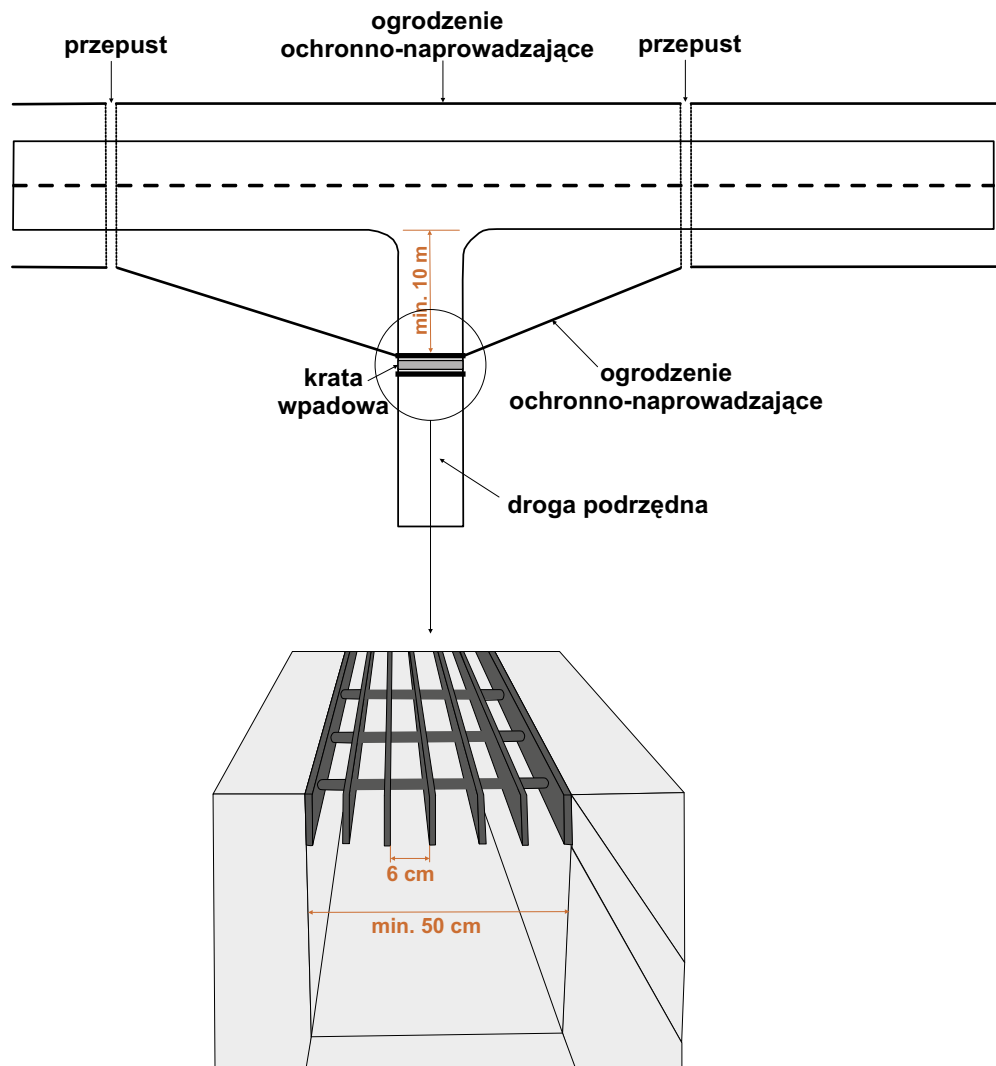 przepust
ogrodzenie
ochronno-naprowadzające
przepust
min. 10 m
krata
wpadowa
ogrodzenie
ochronno-naprowadzające
droga podrzędna
6 cm
min. 50 cm